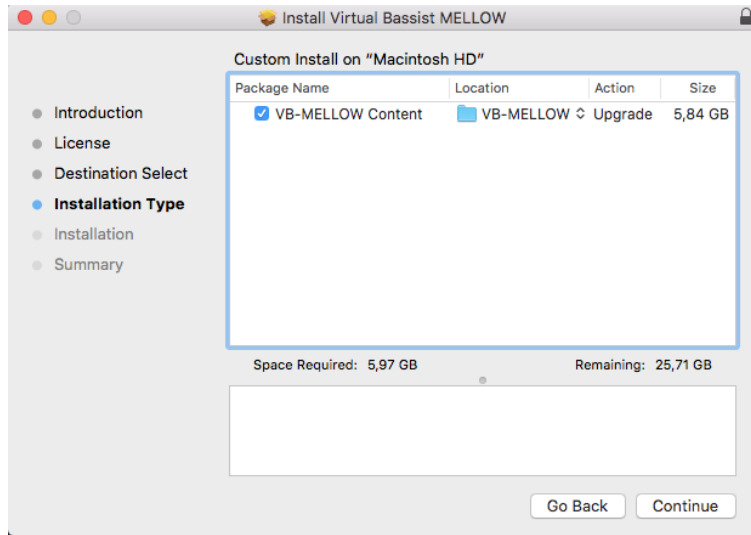 Install Virtual Bassist MELLOW
Custom Install on “Macintosh HD”
Package Name Location Action Size
VB-MELLOW Content VB-MELLOW Upgrade 5,84 GB
Introduction
License
Destination Select
Installation Type
Installation
Summary
Space Required: 5,97 GB Remaining: 25,71 GB
Go Back Continue